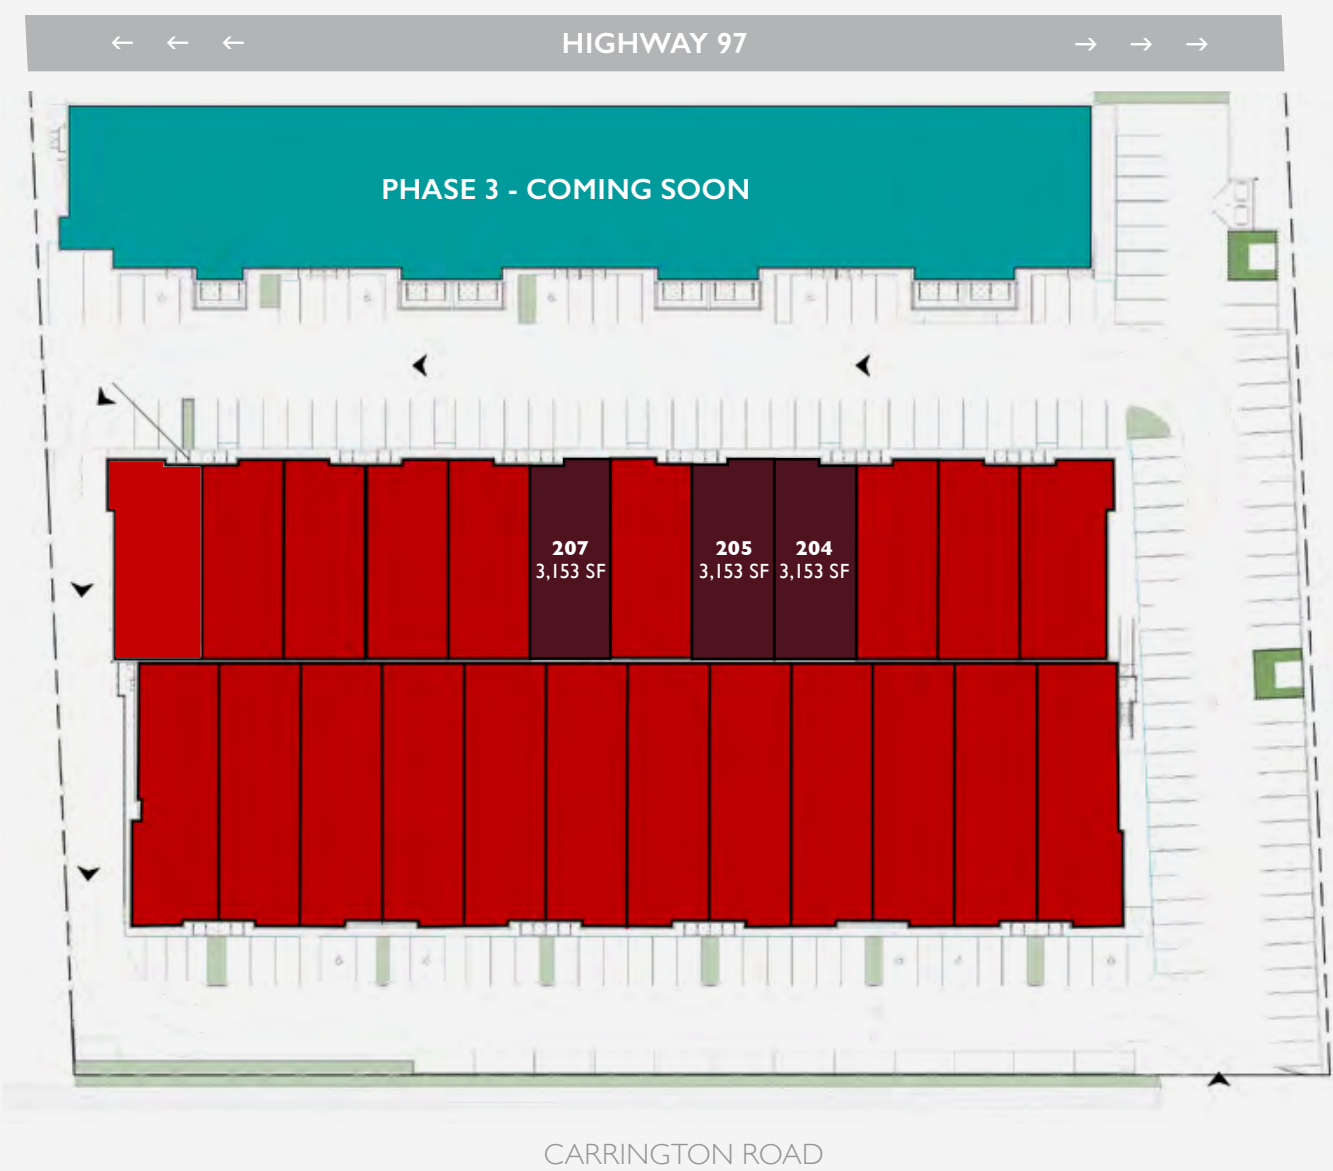 HIGHWAY 97
PHASE 3 - COMING SOON
207
3,153 SF
205
3,153 SF
204
3,153 SF
CARRINGTON ROAD